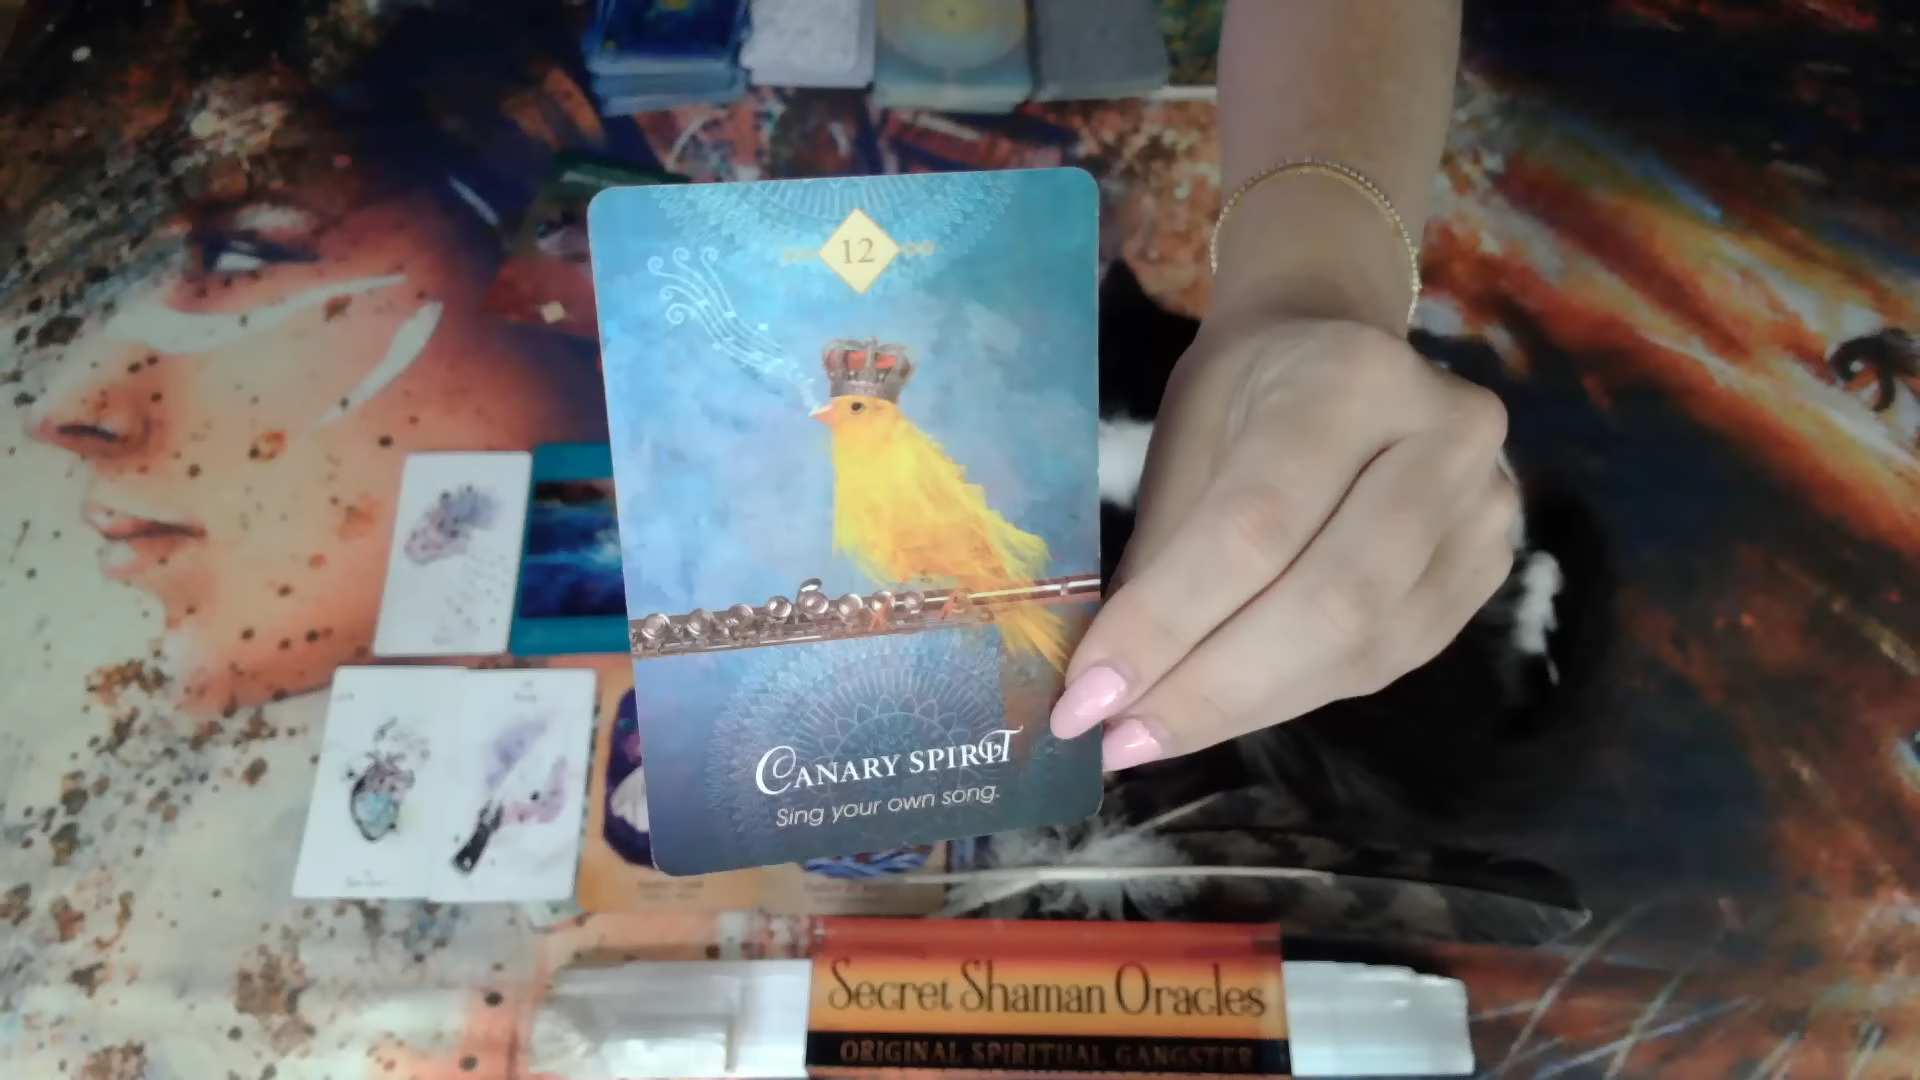 12
CANARY SPIRIT
Sing your own song.
Secret Shaman Oracles
ORIGINAL SPIRITUAL GANGSTER